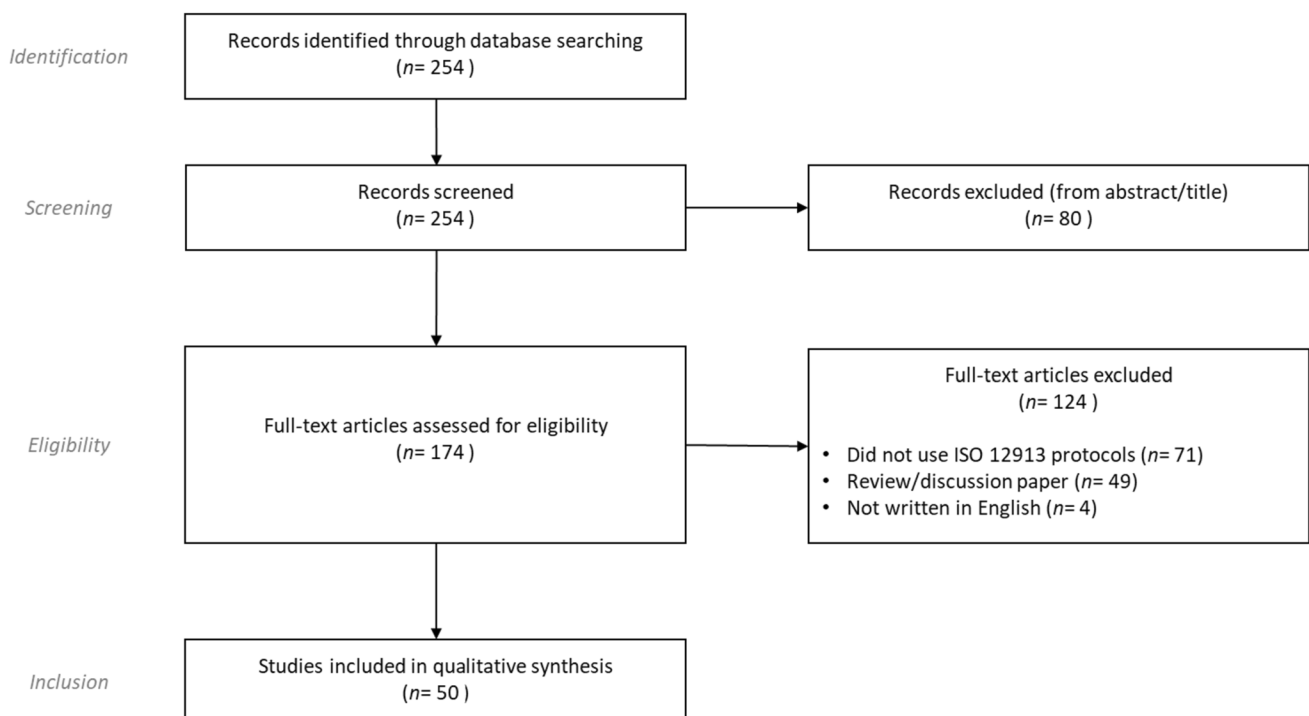 Identification
Records identified through database searching
(n= 254 )
Screening
Records screened
(n= 254 )
Records excluded (from abstract/title)
(n= 80 )
Eligibility
Full-text articles assessed for eligibility
(n= 174 )
Full-text articles excluded
(n= 124 )
• Did not use ISO 12913 protocols (n= 71)
• Review/discussion paper (n= 49)
• Not written in English (n= 4)
Inclusion
Studies included in qualitative synthesis
(n= 50 )